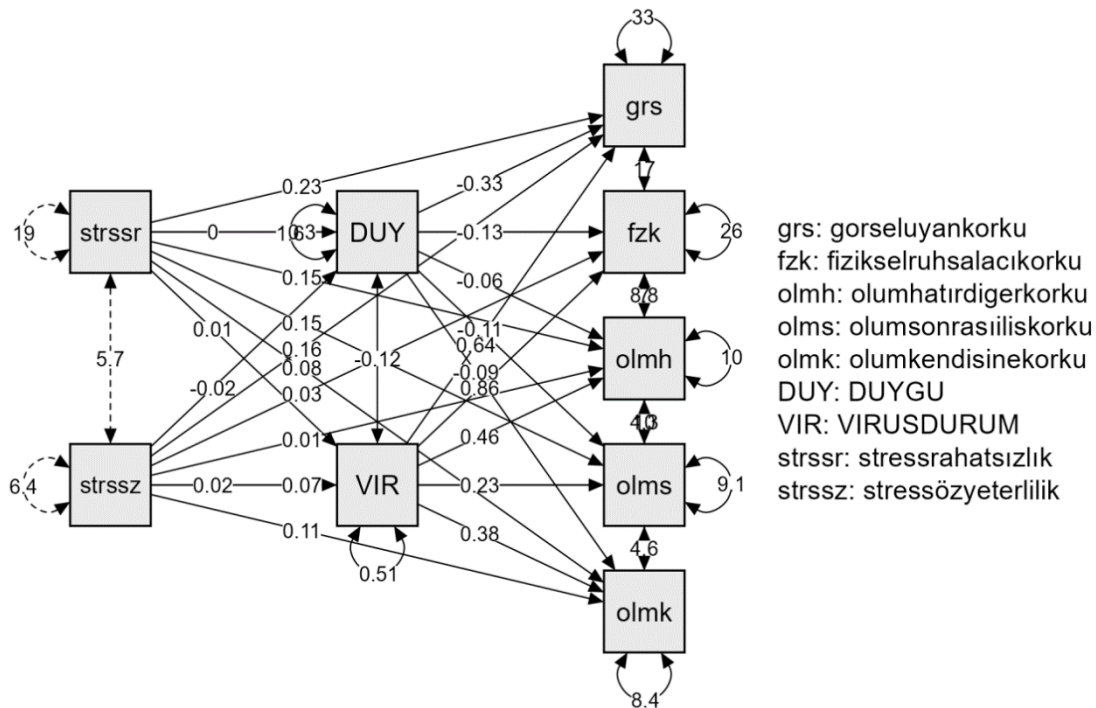 33
grs
17
0.23
-0.33
19
strssr
0
0.63
DUY
-0.13
fzk
26
0.15
-0.06
8.8
0.01
0.15
-0.11
0.16
0.64
olmh
10
5.7
-0.12
0.08
-0.09
-0.02
0.03
0.86
0.01
0.46
6.4
strssz
0.02
0.07
VIR
0.23
olms
9.1
0.11
0.38
4.6
0.51
olmk
8.4
grs: gorseluyankorku
fzk: fizikselruhsalacıkorku
olmh: olumhatırdigerkorku
olms: olumsonrasıiliskorku
olmk: olumkendisinekorku
DUY: DUYGU
VIR: VIRUSDURUM
strssr: stressrahatsızlık
strssz: stressözyeterlilik